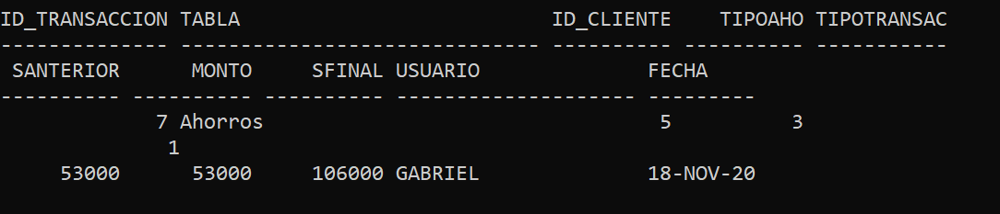 ID_TRANSACCION TABLA                          ID_CLIENTE    TIPOAHO TIPOTRANSAC
-------------- ------------------------------ ---------- ---------- -----------
 SANTERIOR      MONTO     SFINAL USUARIO              FECHA
---------- ---------- ---------- -------------------- ---------
             7 Ahorros                                 5          3
              1
     53000      53000     106000 GABRIEL              18-NOV-20